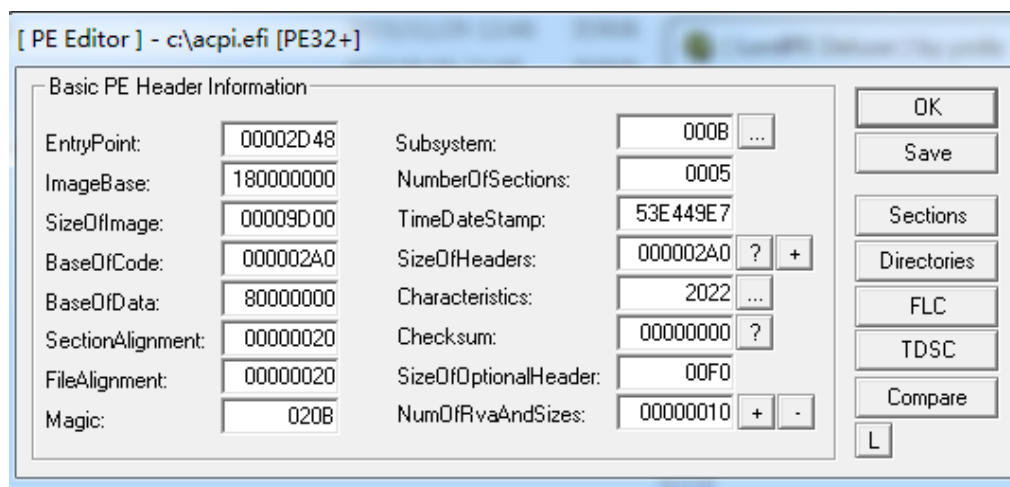 [ PE Editor ] - c:\acpi.efi [PE32+]
Basic PE Header Information
EntryPoint: 00002D48
ImageBase: 180000000
SizeOfImage: 00009D00
BaseOfCode: 000002A0
BaseOfData: 80000000
SectionAlignment: 00000020
FileAlignment: 00000020
Magic: 020B
Subsystem: 000B ...
NumberOfSections: 0005
TimeDateStamp: 53E449E7
SizeOfHeaders: 000002A0 ? +
Characteristics: 2022 ...
Checksum: 00000000 ?
SizeOfOptionalHeader: 00F0
NumOfRvaAndSizes: 00000010 + -
OK
Save
Sections
Directories
FLC
TDSC
Compare
L